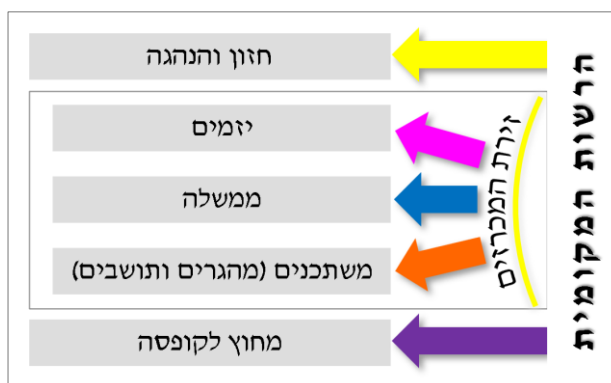 הרשות המקומית
חזון והנהגה
זירת המכרזים
יזמים
ממשלה
משתכנים (מהגרים ותושבים)
מחוץ לקופסה